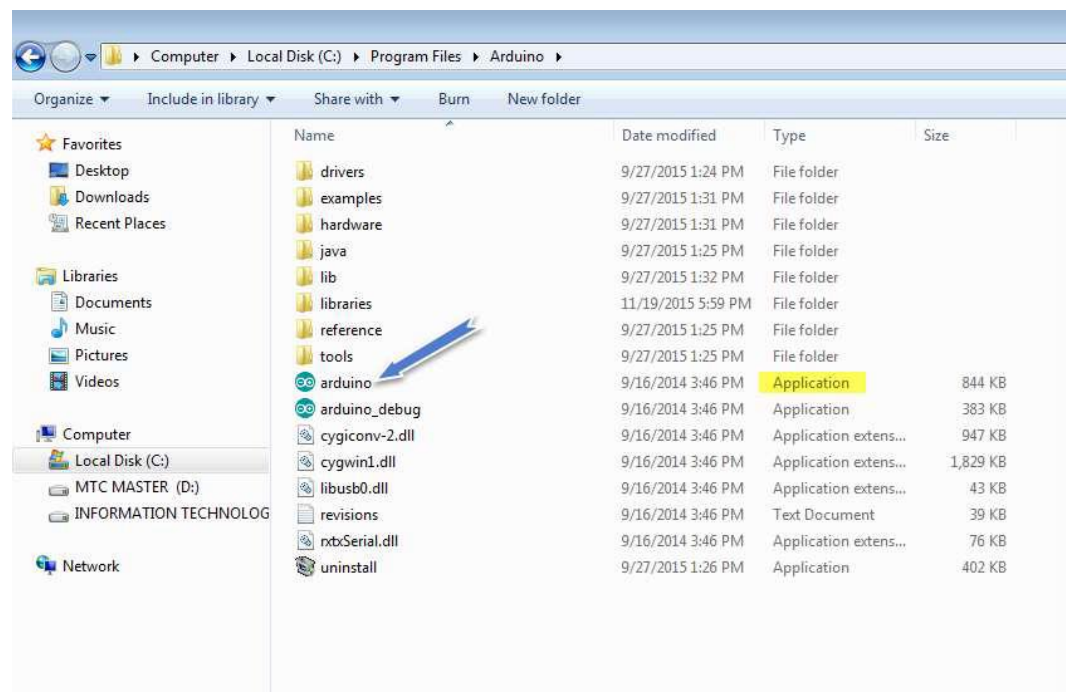 Computer Local Disk (C:) Program Files Arduino
Organize Include in library Share with Burn New folder
Favorites
Desktop
Downloads
Recent Places
Libraries
Documents
Music
Pictures
Videos
Computer
Local Disk (C:)
MTC MASTER (D:)
INFORMATION TECHNOLOG
Network
Name Date modified Type Size
drivers 9/27/2015 1:24 PM File folder
examples 9/27/2015 1:31 PM File folder
hardware 9/27/2015 1:31 PM File folder
java 9/27/2015 1:25 PM File folder
lib 9/27/2015 1:32 PM File folder
libraries 11/19/2015 5:59 PM File folder
reference 9/27/2015 1:25 PM File folder
tools 9/27/2015 1:25 PM File folder
arduino 9/16/2014 3:46 PM Application 844 KB
arduino_debug 9/16/2014 3:46 PM Application 383 KB
cygiconv-2.dll 9/16/2014 3:46 PM Application extens... 947 KB
cygwin1.dll 9/16/2014 3:46 PM Application extens... 1,829 KB
libusb0.dll 9/16/2014 3:46 PM Application extens... 43 KB
revisions 9/16/2014 3:46 PM Text Document 39 KB
rxtxSerial.dll 9/16/2014 3:46 PM Application extens... 76 KB
uninstall 9/27/2015 1:26 PM Application 402 KB